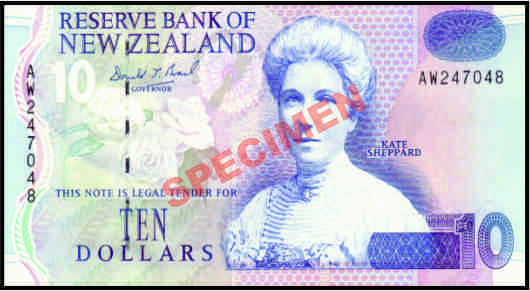 RESERVE BANK OF
NEW ZEALAND
10
GOVERNOR
AW247048
AW247048
SPECIMEN
KATE
SHEPPARD
THIS NOTE IS LEGAL TENDER FOR
TEN
DOLLARS
10